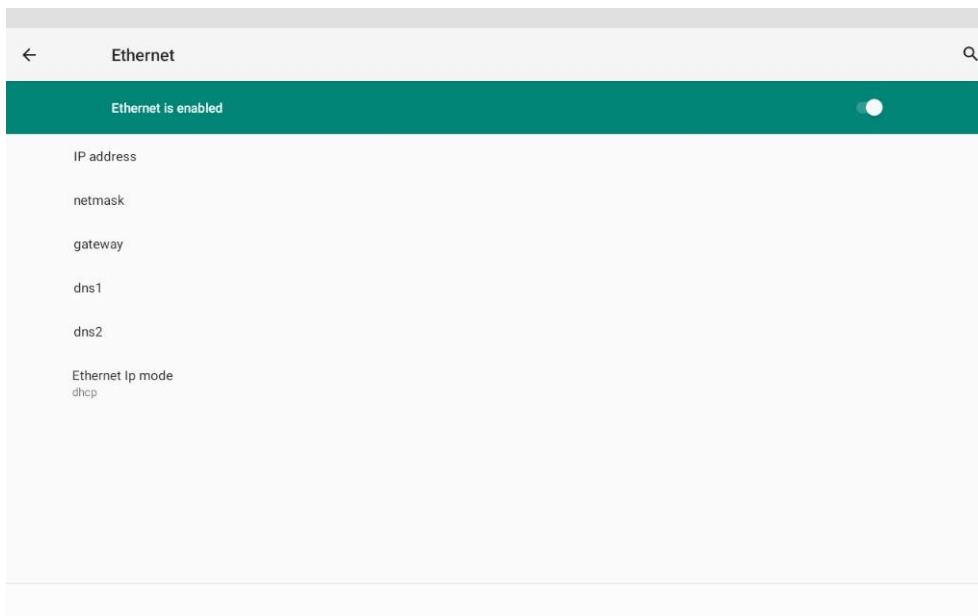 Ethernet
Ethernet is enabled
IP address
netmask
gateway
dns1
dns2
Ethernet Ip mode
dhcp